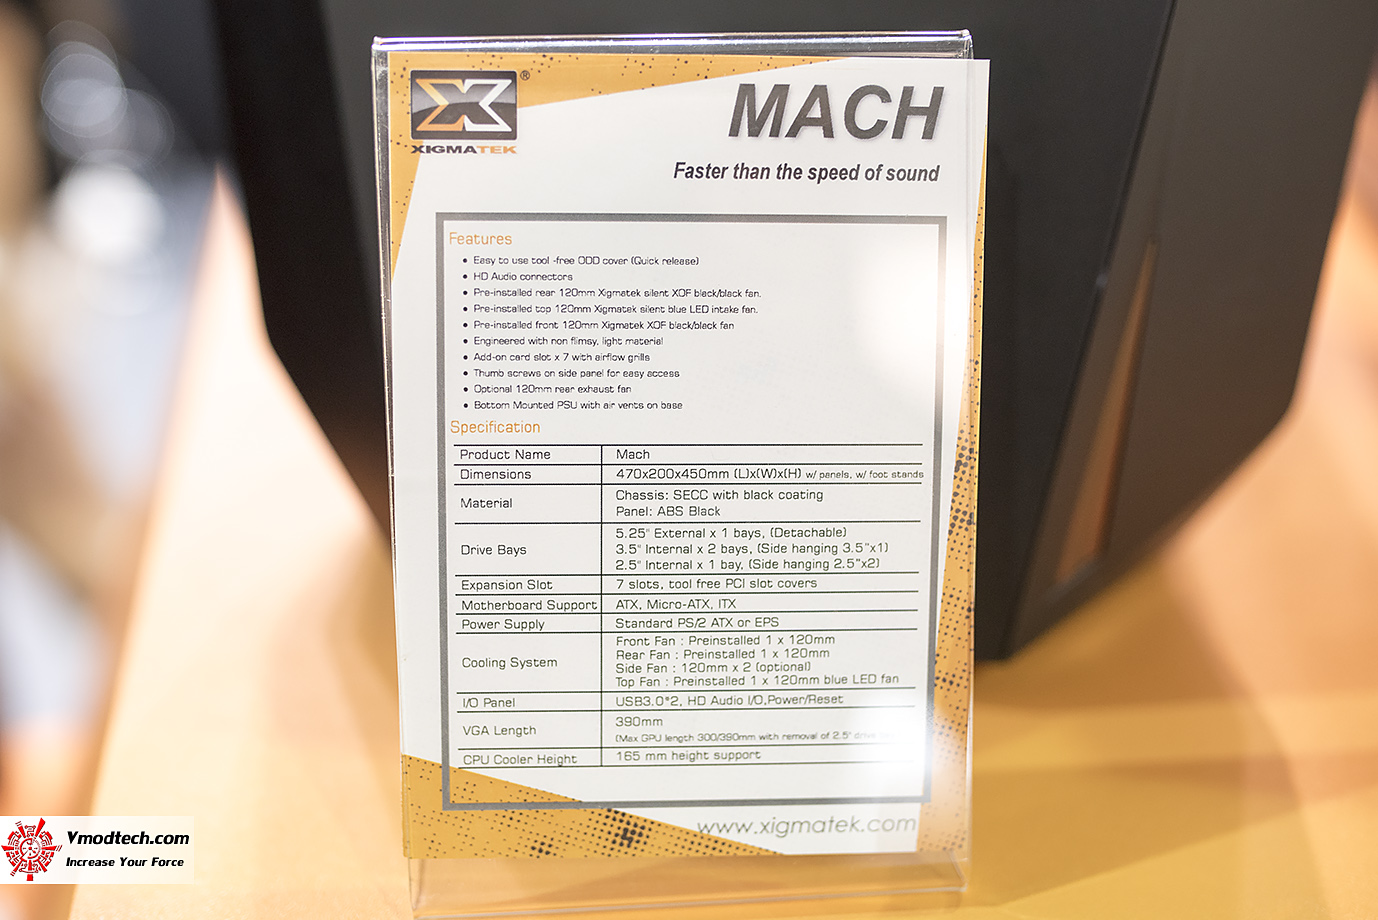 XIGMATEK
®
MACH
Faster than the speed of sound
Features
Easy to use tool -free ODD cover (Quick release)
HD Audio connectors
Pre-installed rear 120mm Xigmatek silent XOF black/black fan.
Pre-installed top 120mm Xigmatek silent blue LED intake fan.
Pre-installed front 120mm Xigmatek XOF black/black fan
Engineered with non flimsy, light material
Add-on card slot x 7 with airflow grills
Thumb screws on side panel for easy access
Optional 120mm rear exhaust fan
Bottom Mounted PSU with air vents on base
Specification
Product Name Mach
Dimensions 470x200x450mm (L)x(W)x(H) w/ panels, w/ foot stands
Material Chassis: SECC with black coating
Panel: ABS Black
Drive Bays 5.25" External x 1 bays, (Detachable)
3.5" Internal x 2 bays, (Side hanging 3.5"x1)
2.5" Internal x 1 bay, (Side hanging 2.5"x2)
Expansion Slot 7 slots, tool free PCI slot covers
Motherboard Support ATX, Micro-ATX, ITX
Power Supply Standard PS/2 ATX or EPS
Cooling System Front Fan : Preinstalled 1 x 120mm
Rear Fan : Preinstalled 1 x 120mm
Side Fan : 120mm x 2 (optional)
Top Fan : Preinstalled 1 x 120mm blue LED fan
I/O Panel USB3.0*2, HD Audio I/O,Power/Reset
VGA Length 390mm
(Max GPU length 300/390mm with removal of 2.5" drive
CPU Cooler Height 165 mm height support
www.xigmatek.com
Vmodtech.com
Increase Your Force